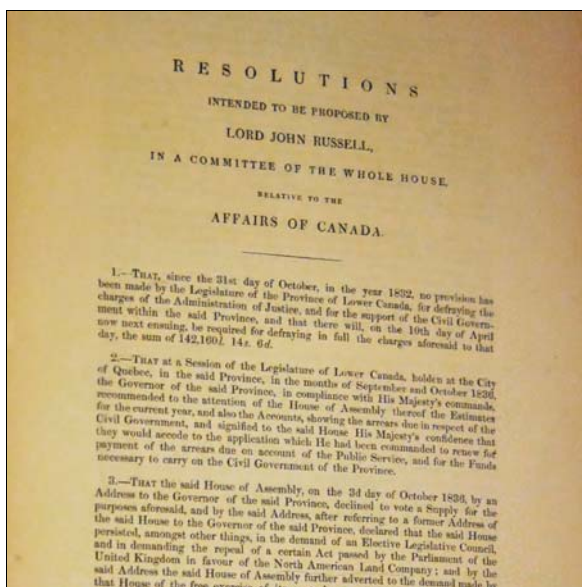 RESOLUTIONS
INTENDED TO BE PROPOSED BY
LORD JOHN RUSSELL,
IN A COMMITTEE OF THE WHOLE HOUSE,
RELATIVE TO THE
AFFAIRS OF CANADA.
1.—THAT, since the 31st day of October, in the year 1832, no provision has
been made by the Legislature of the Province of Lower Canada, for defraying the
charges of the Administration of Justice, and for the support of the Civil Govern-
ment within the said Province, and that there will, on the 10th day of April
now next ensuing, be required for defraying in full the charges aforesaid to that
day, the sum of 142,160l. 14s. 6d.
2.—THAT at a Session of the Legislature of Lower Canada, holden at the City
of Quebec, in the said Province, in the months of September and October 1836,
the Governor of the said Province, in compliance with His Majesty's commands,
recommended to the attention of the House of Assembly thereof the Estimates
for the current year, and also the Accounts, showing the arrears due in respect of the
Civil Government, and signified to the said House His Majesty's confidence that
they would accede to the application which He had been commanded to renew for
payment of the arrears due on account of the Public Service, and for the Funds
necessary to carry on the Civil Government of the Province.
3.—THAT the said House of Assembly, on the 3d day of October 1836, by an
Address to the Governor of the said Province, declined to vote a Supply for the
purposes aforesaid, and by the said Address, after referring to a former Address of
the said House to the Governor of the said Province, declared that the said House
persisted, amongst other things, in the demand of an Elective Legislative Council,
and in demanding the repeal of a certain Act passed by the Parliament of the
United Kingdom in favour of the North American Land Company; and by the
said Address the said House of Assembly further adverted to the demand made by
that House of the free exercise of